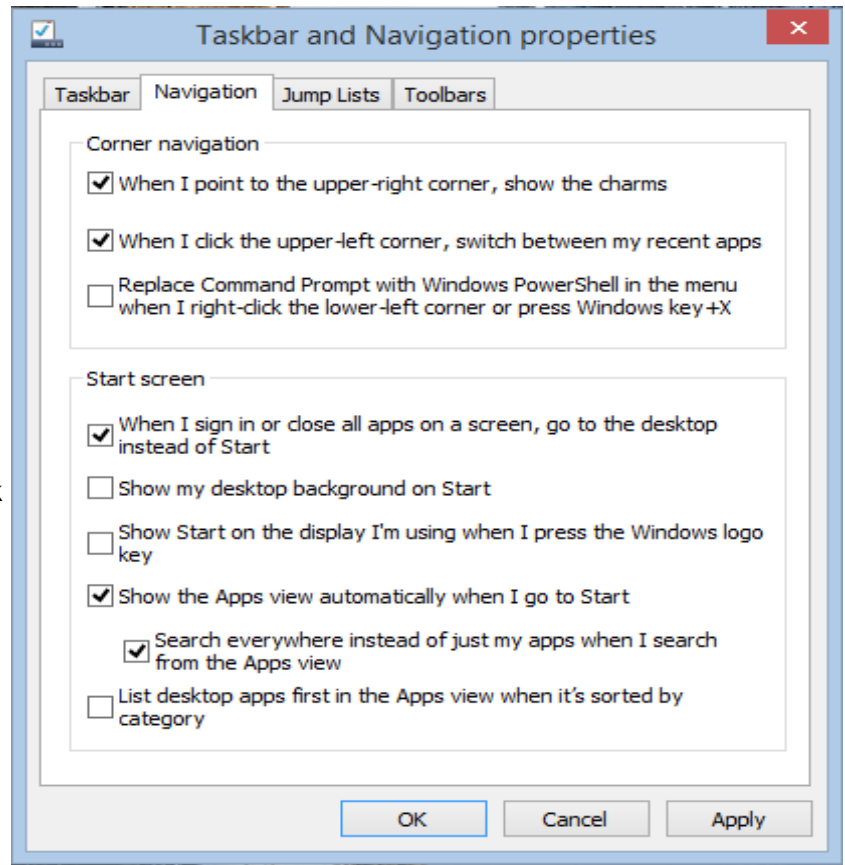 Taskbar and Navigation properties
Taskbar Navigation Jump Lists Toolbars
Corner navigation
When I point to the upper-right corner, show the charms
When I click the upper-left corner, switch between my recent apps
Replace Command Prompt with Windows PowerShell in the menu
when I right-click the lower-left corner or press Windows key+X
Start screen
When I sign in or close all apps on a screen, go to the desktop
instead of Start
Show my desktop background on Start
Show Start on the display I'm using when I press the Windows logo
key
Show the Apps view automatically when I go to Start
Search everywhere instead of just my apps when I search
from the Apps view
List desktop apps first in the Apps view when it's sorted by
category
OK Cancel Apply